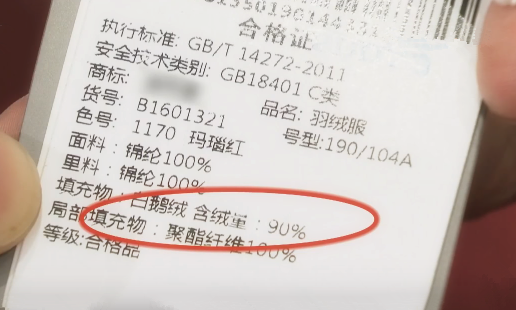 合格证
执行标准: GB/T 14272-2011
安全技术类别: GB18401 C类
商标:
品名: 羽绒服
货号: B1601321
号型:190/104A
色号: 1170 玛瑙红
面料: 锦纶100%
里料: 锦纶100%
填充物: 白鹅绒 含绒量: 90%
局部填充物: 聚酯纤维100%
等级:合格品